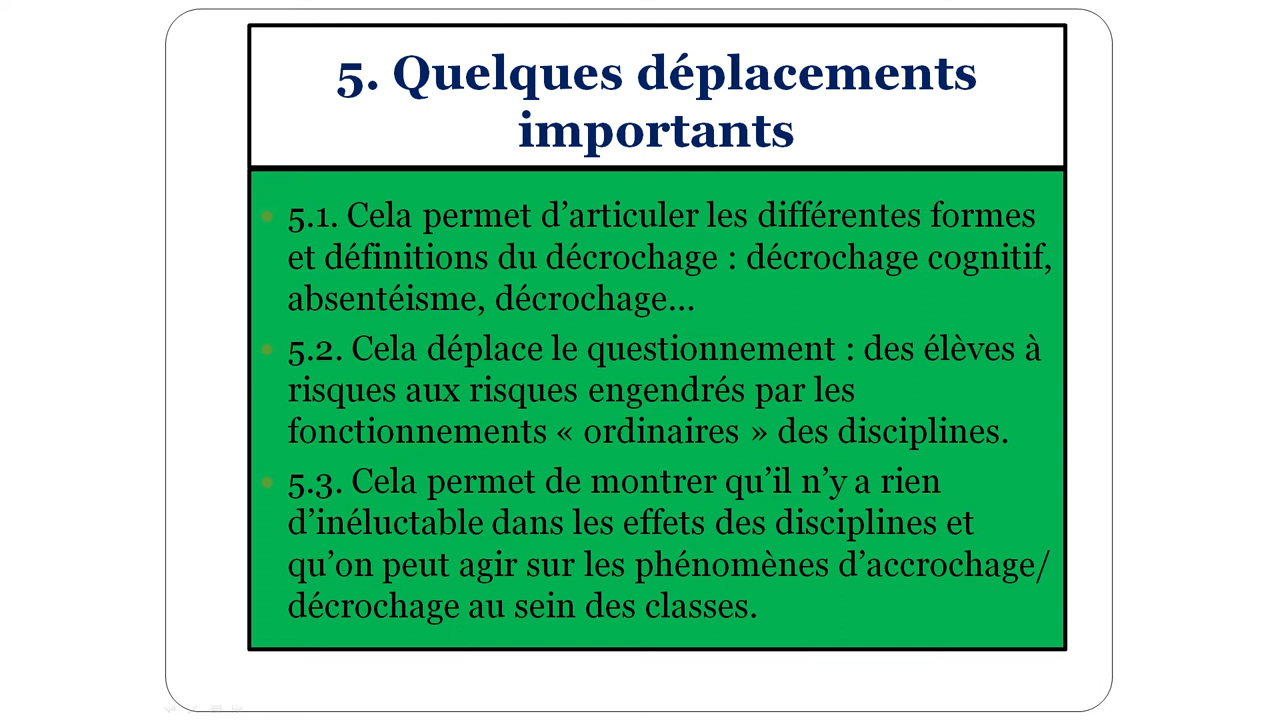 5. Quelques déplacements
importants
5.1. Cela permet d’articuler les différentes formes
et définitions du décrochage : décrochage cognitif,
absentéisme, décrochage…
5.2. Cela déplace le questionnement : des élèves à
risques aux risques engendrés par les
fonctionnements « ordinaires » des disciplines.
5.3. Cela permet de montrer qu’il n’y a rien
d’inéluctable dans les effets des disciplines et
qu’on peut agir sur les phénomènes d’accrochage/
décrochage au sein des classes.